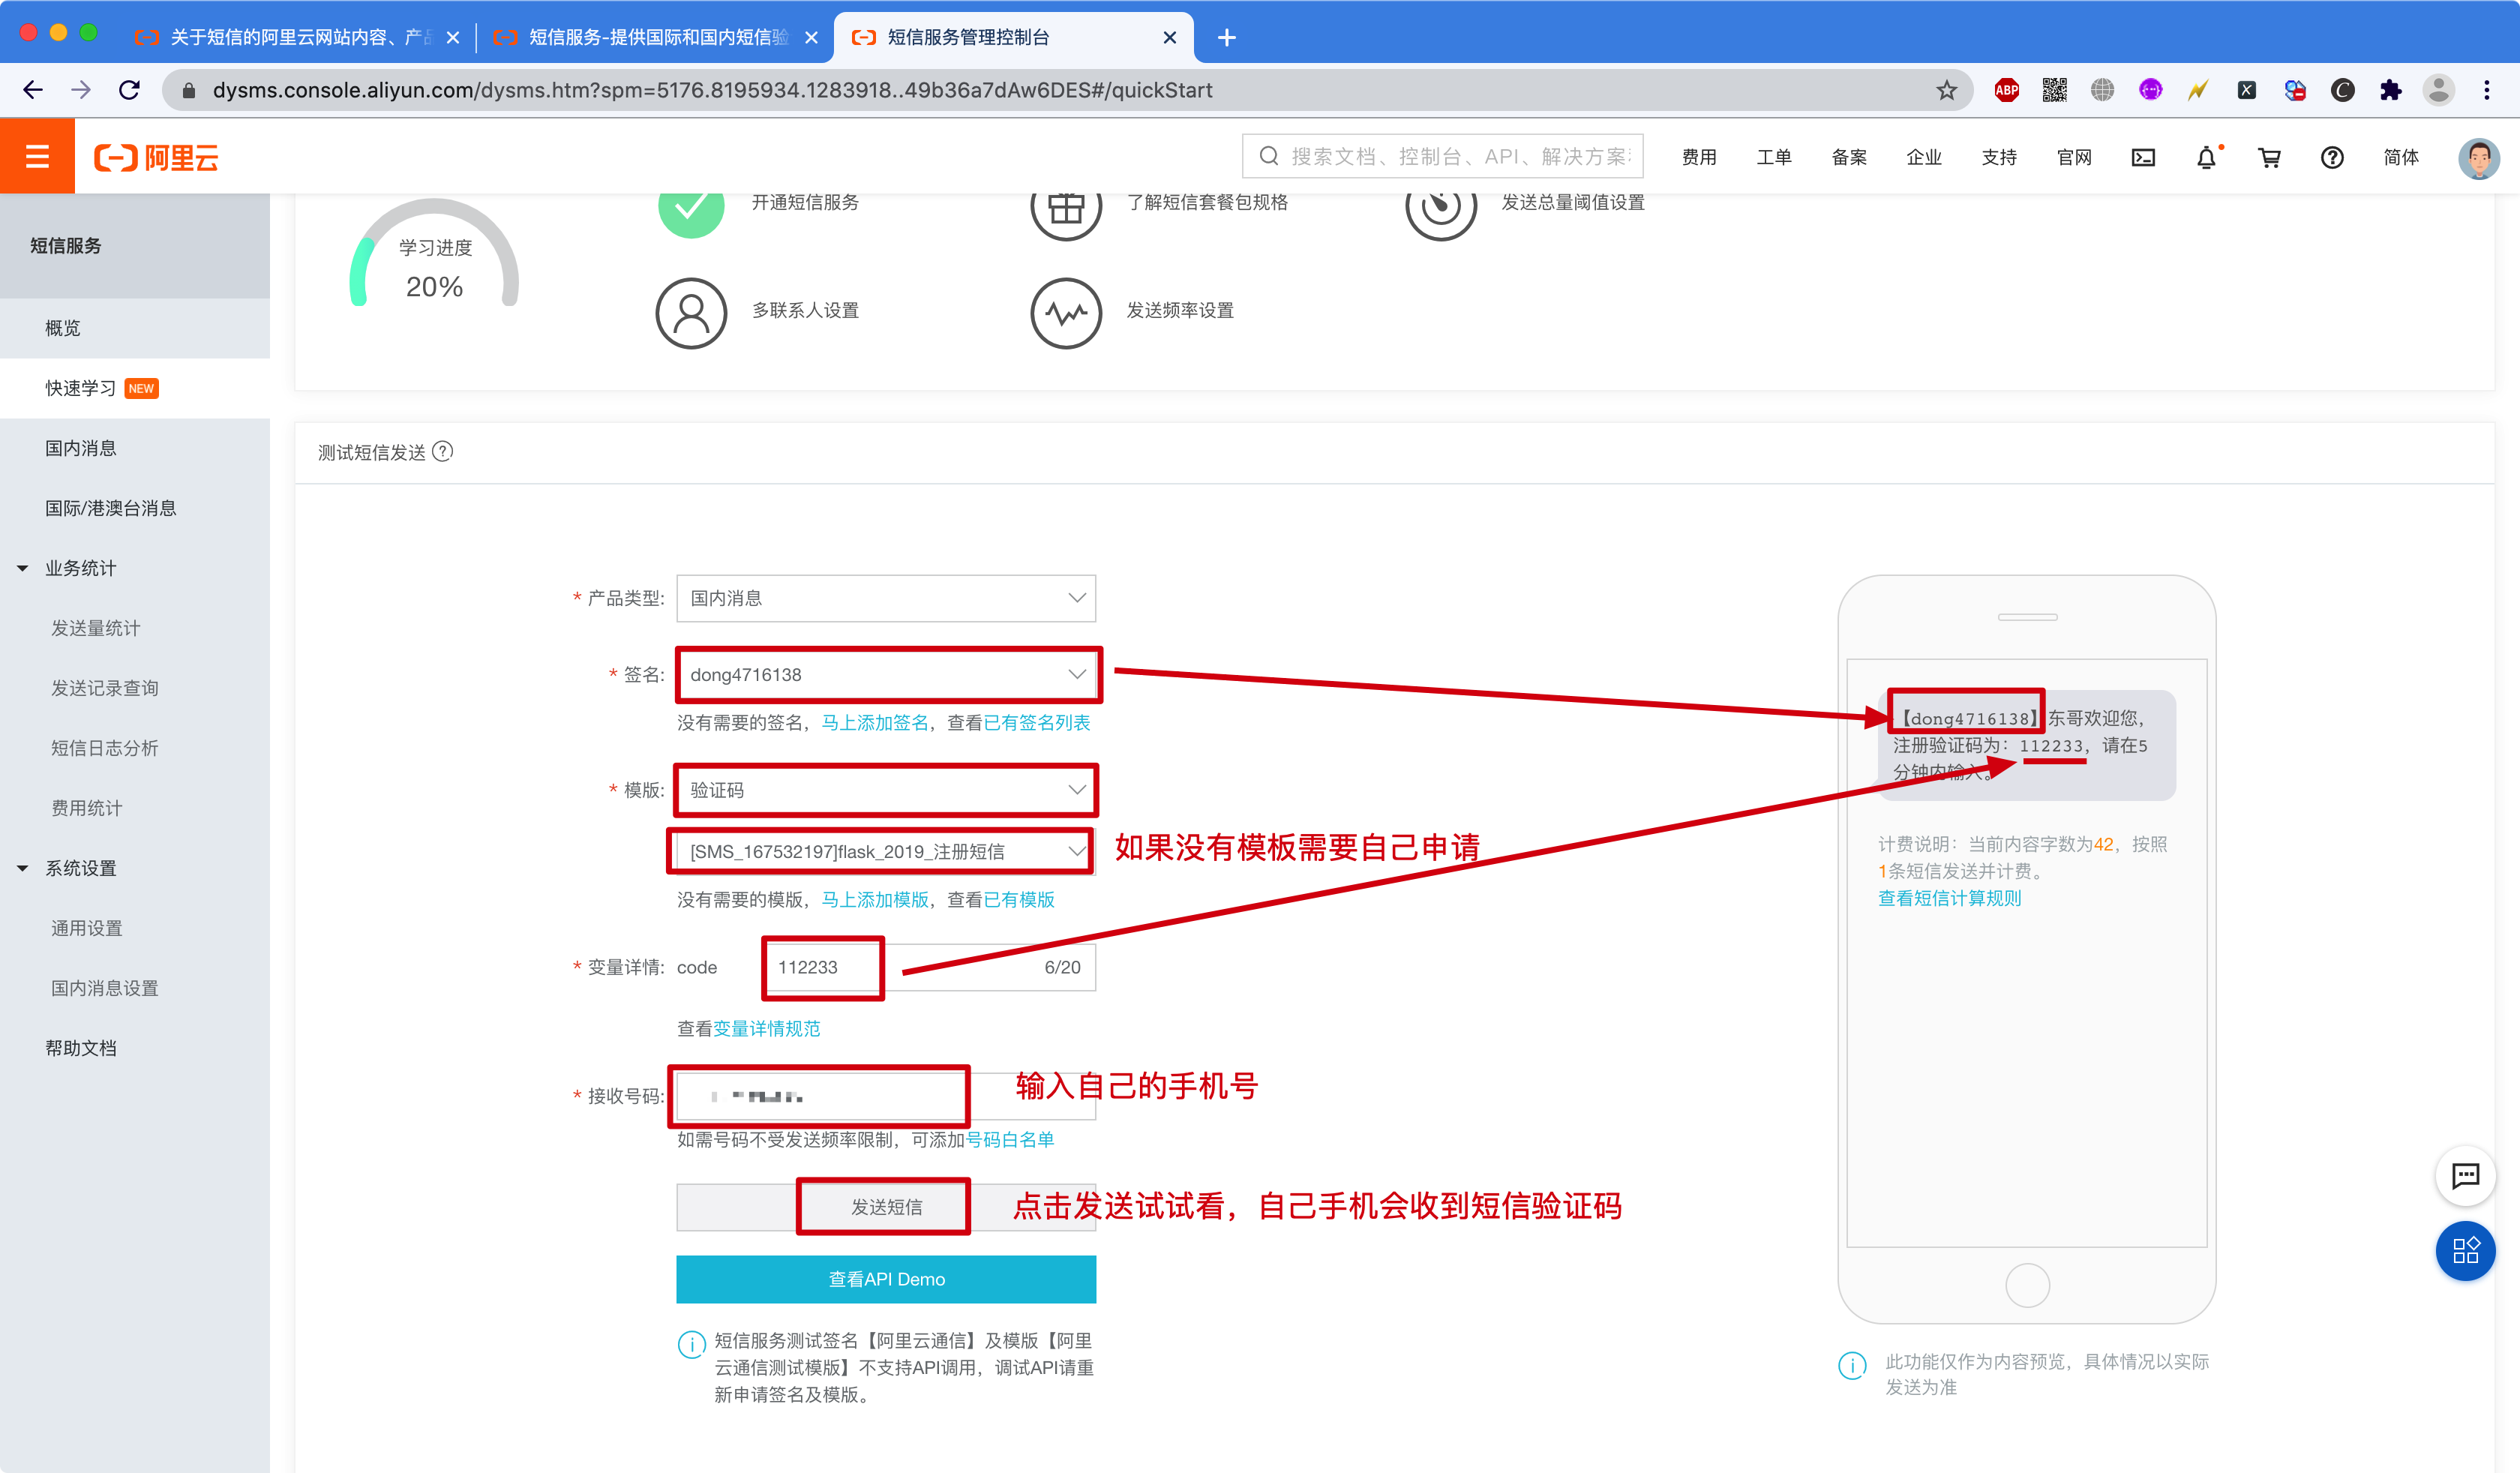 关于短信的阿里云网站内容、产品
短信服务-提供国际和国内短信验
短信服务管理控制台
dysms.console.aliyun.com/dysms.htm?spm=5176.8195934.1283918..49b36a7dAw6DES#/quickStart
ABP
阿里云
搜索文档、控制台、API、解决方案
费用
工单
备案
企业
支持
官网
简体
短信服务
概览
快速学习 NEW
国内消息
国际/港澳台消息
业务统计
发送量统计
发送记录查询
短信日志分析
费用统计
系统设置
通用设置
国内消息设置
帮助文档
学习进度
20%
开通短信服务
了解短信套餐包规格
发送总量阈值设置
多联系人设置
发送频率设置
测试短信发送
* 产品类型: 国内消息
* 签名: dong4716138
没有需要的签名，马上添加签名，查看已有签名列表
* 模版: 验证码
[SMS_167532197]flask_2019_注册短信
如果没有模板需要自己申请
没有需要的模版，马上添加模版，查看已有模版
* 变量详情: code 112233 6/20
查看变量详情规范
* 接收号码:
输入自己的手机号
如需号码不受发送频率限制，可添加号码白名单
发送短信
点击发送试试看，自己手机会收到短信验证码
查看API Demo
短信服务测试签名【阿里云通信】及模版【阿里
云通信测试模版】不支持API调用，调试API请重
新申请签名及模版。
【dong4716138】东哥欢迎您，
注册验证码为：112233，请在5
分钟内输入。
计费说明：当前内容字数为42，按照
1条短信发送并计费。
查看短信计算规则
此功能仅作为内容预览，具体情况以实际
发送为准